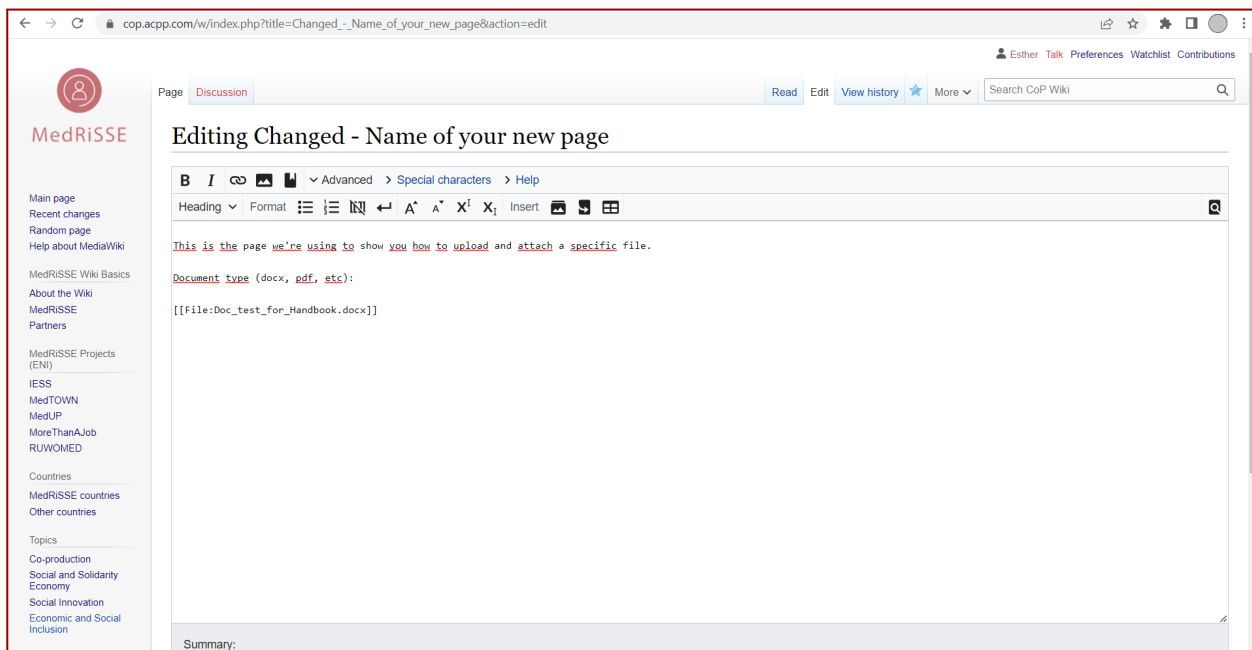 cop.acpp.com/w/index.php?title=Changed_-_Name_of_your_new_page&action=edit
Esther Talk Preferences Watchlist Contributions
Page Discussion Read Edit View history More Search CoP Wiki
MedRiSSE
Editing Changed - Name of your new page
B I Advanced Special characters Help
Heading Format A A X I X I Insert
This is the page we're using to show you how to upload and attach a specific file.
Document type (docx, pdf, etc):
[[File:Doc_test_for_Handbook.docx]]
Main page
Recent changes
Random page
Help about MediaWiki
MedRiSSE Wiki Basics
About the Wiki
MedRiSSE
Partners
MedRiSSE Projects
(ENI)
IESS
MedTOWN
MedUP
MoreThanAJob
RUWOMED
Countries
MedRiSSE countries
Other countries
Topics
Co-production
Social and Solidarity
Economy
Social Innovation
Economic and Social
Inclusion
Summary: